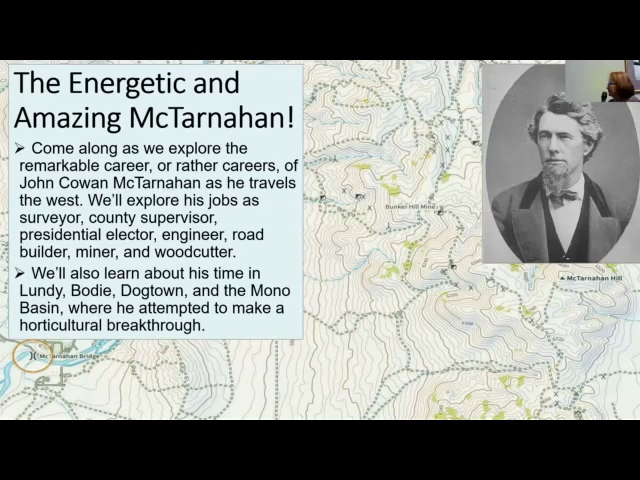 The Energetic and
Amazing McTarnahan!
➢ Come along as we explore the
remarkable career, or rather careers, of
John Cowan McTarnahan as he travels
the west. We’ll explore his jobs as
surveyor, county supervisor,
presidential elector, engineer, road
builder, miner, and woodcutter.
➢ We’ll also learn about his time in
Lundy, Bodie, Dogtown, and the Mono
Basin, where he attempted to make a
horticultural breakthrough.
Bunker Hill Mine
McTarnahan Hill
McTarnahan Bridge